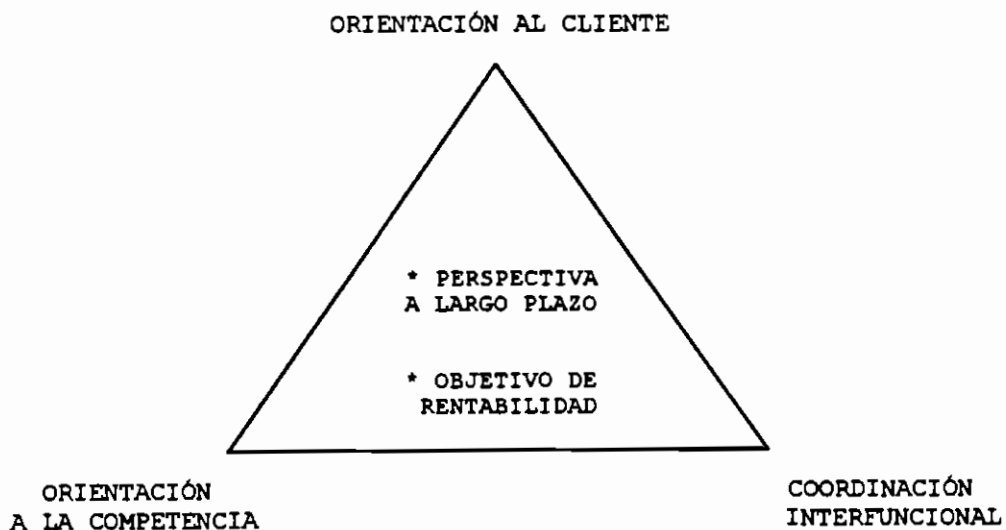 ORIENTACIÓN AL CLIENTE
* PERSPECTIVA
A LARGO PLAZO
* OBJETIVO DE
RENTABILIDAD
ORIENTACIÓN
A LA COMPETENCIA
COORDINACIÓN
INTERFUNCIONAL